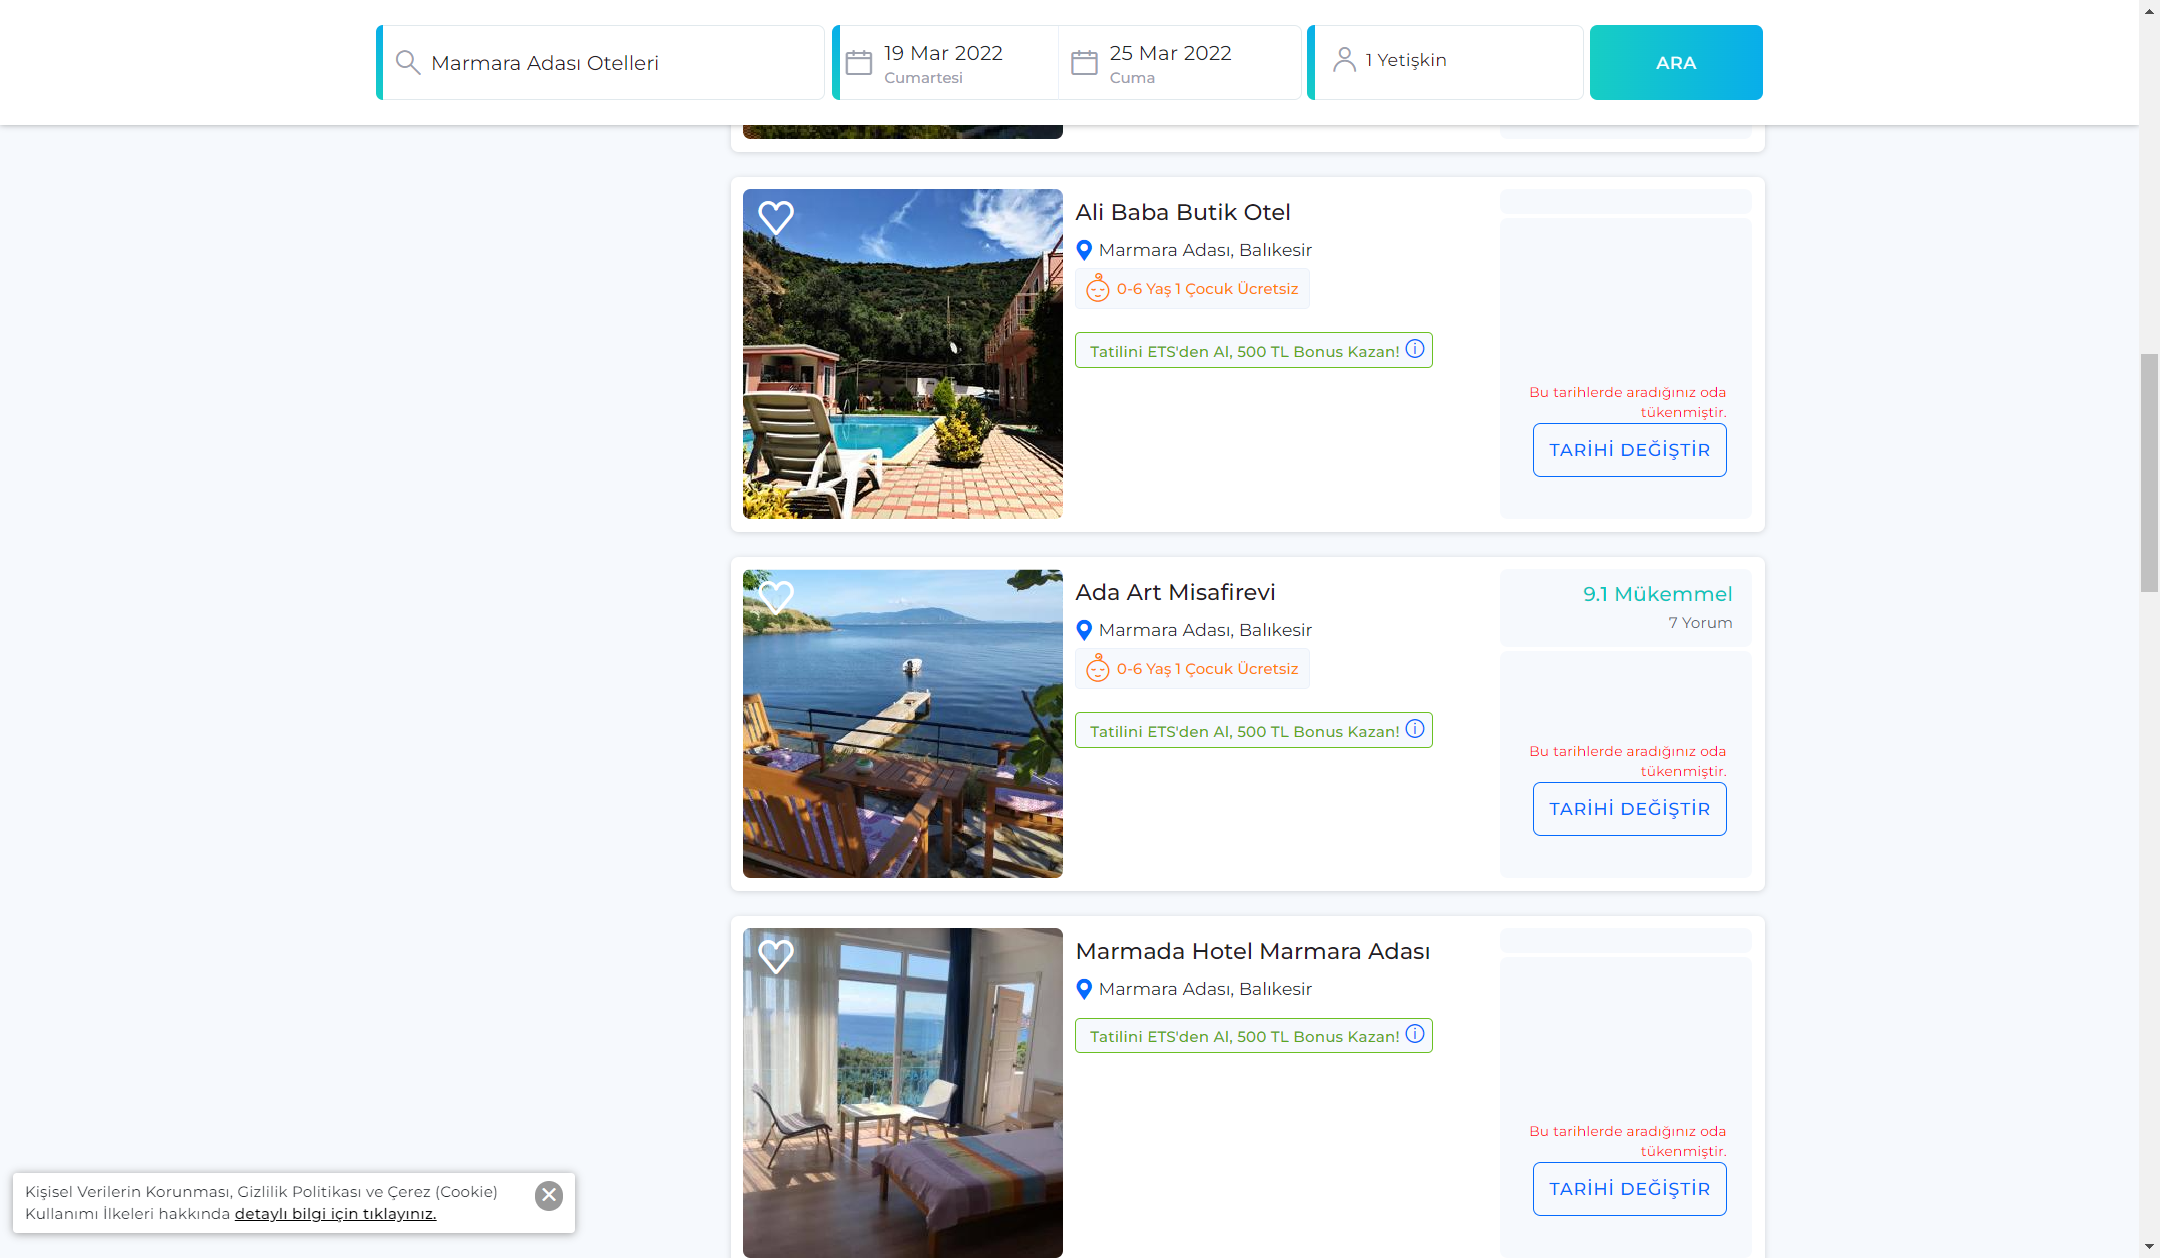 Marmara Adası Otelleri
19 Mar 2022
Cumartesi
25 Mar 2022
Cuma
1 Yetişkin
ARA
Ali Baba Butik Otel
Marmara Adası, Balıkesir
0-6 Yaş 1 Çocuk Ücretsiz
Tatilini ETS'den Al, 500 TL Bonus Kazan!
Bu tarihlerde aradığınız oda
tükenmiştir.
TARİHİ DEĞİŞTİR
Ada Art Misafirevi
Marmara Adası, Balıkesir
0-6 Yaş 1 Çocuk Ücretsiz
Tatilini ETS'den Al, 500 TL Bonus Kazan!
9.1 Mükemmel
7 Yorum
Bu tarihlerde aradığınız oda
tükenmiştir.
TARİHİ DEĞİŞTİR
Marmada Hotel Marmara Adası
Marmara Adası, Balıkesir
Tatilini ETS'den Al, 500 TL Bonus Kazan!
Bu tarihlerde aradığınız oda
tükenmiştir.
TARİHİ DEĞİŞTİR
Kişisel Verilerin Korunması, Gizlilik Politikası ve Çerez (Cookie)
Kullanımı İlkeleri hakkında detaylı bilgi için tıklayınız.